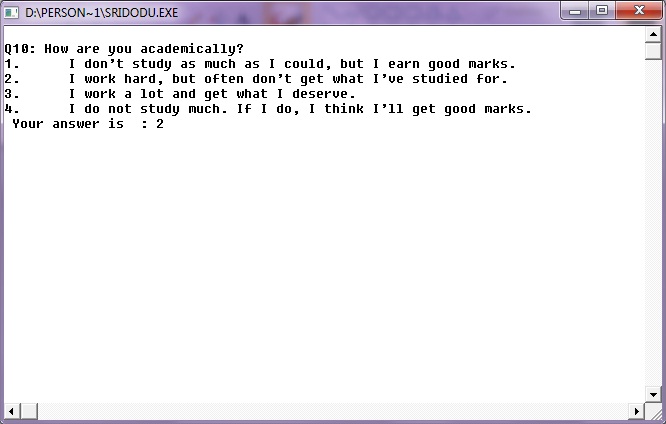 D:\PERSON~1\SRIDODU.EXE
Q10: How are you academically?
1. I don't study as much as I could, but I earn good marks.
2. I work hard, but often don't get what I've studied for.
3. I work a lot and get what I deserve.
4. I do not study much. If I do, I think I'll get good marks.
Your answer is : 2